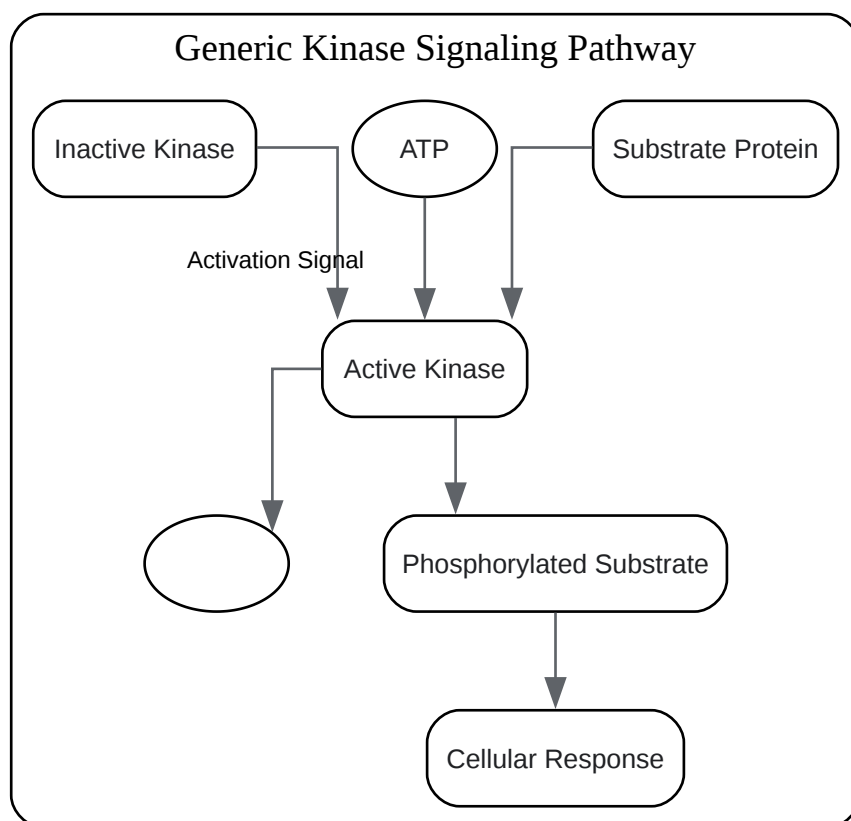 Generic Kinase Signaling Pathway
Inactive Kinase
ATP
Substrate Protein
Activation Signal
Active Kinase
Phosphorylated Substrate
Cellular Response